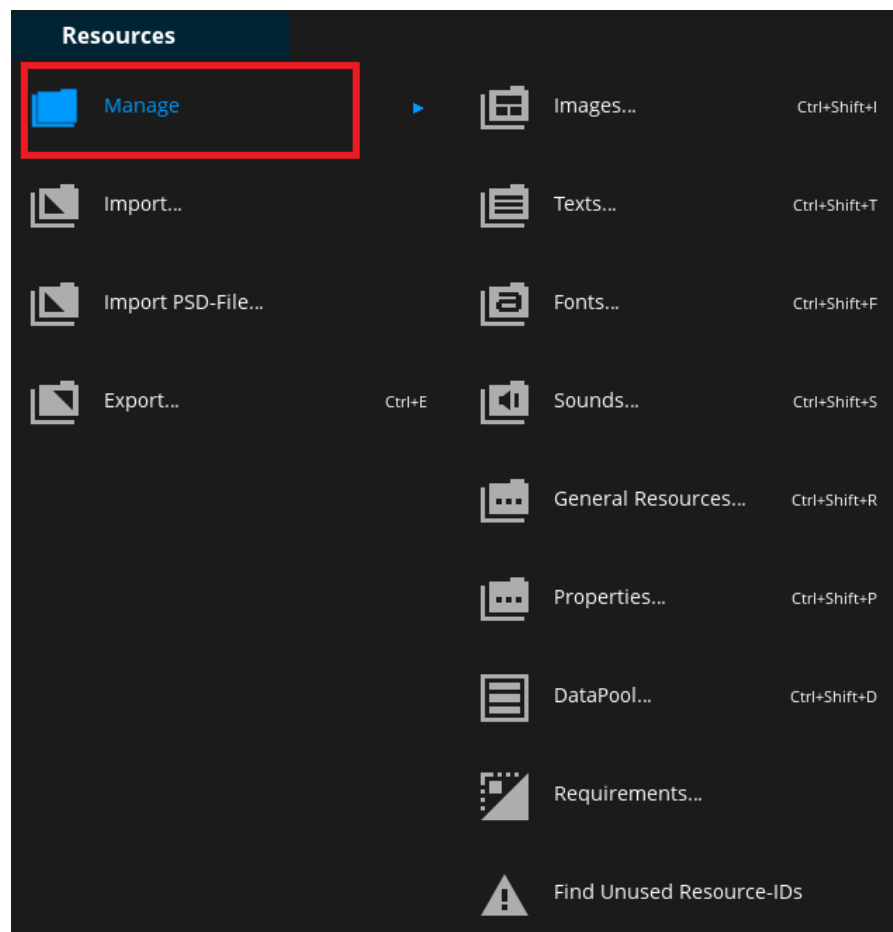 Resources
Manage
Import...
Import PSD-File...
Export... Ctrl+E
Images... Ctrl+Shift+I
Texts... Ctrl+Shift+T
Fonts... Ctrl+Shift+F
Sounds... Ctrl+Shift+S
General Resources... Ctrl+Shift+R
Properties... Ctrl+Shift+P
DataPool... Ctrl+Shift+D
Requirements...
Find Unused Resource-IDs